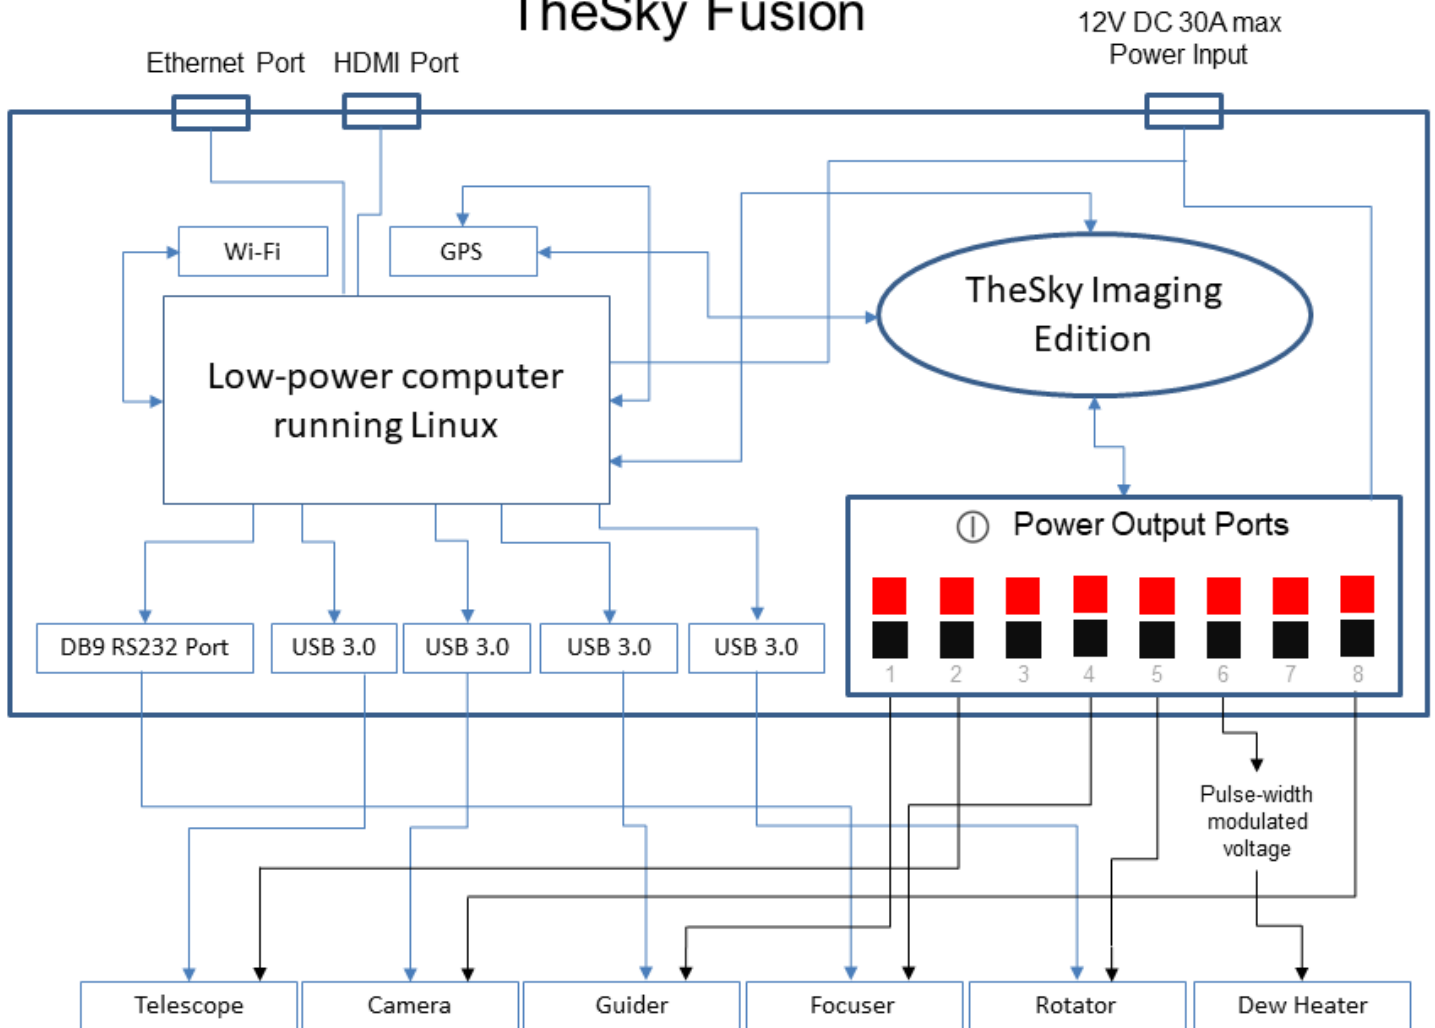 TheSky Fusion
12V DC 30A max
Power Input
Ethernet Port
HDMI Port
Wi-Fi
GPS
TheSky Imaging
Edition
Low-power computer
running Linux
Power Output Ports
DB9 RS232 Port
USB 3.0
USB 3.0
USB 3.0
USB 3.0
1
2
3
4
5
6
7
8
Pulse-width
modulated
voltage
Telescope
Camera
Guider
Focuser
Rotator
Dew Heater